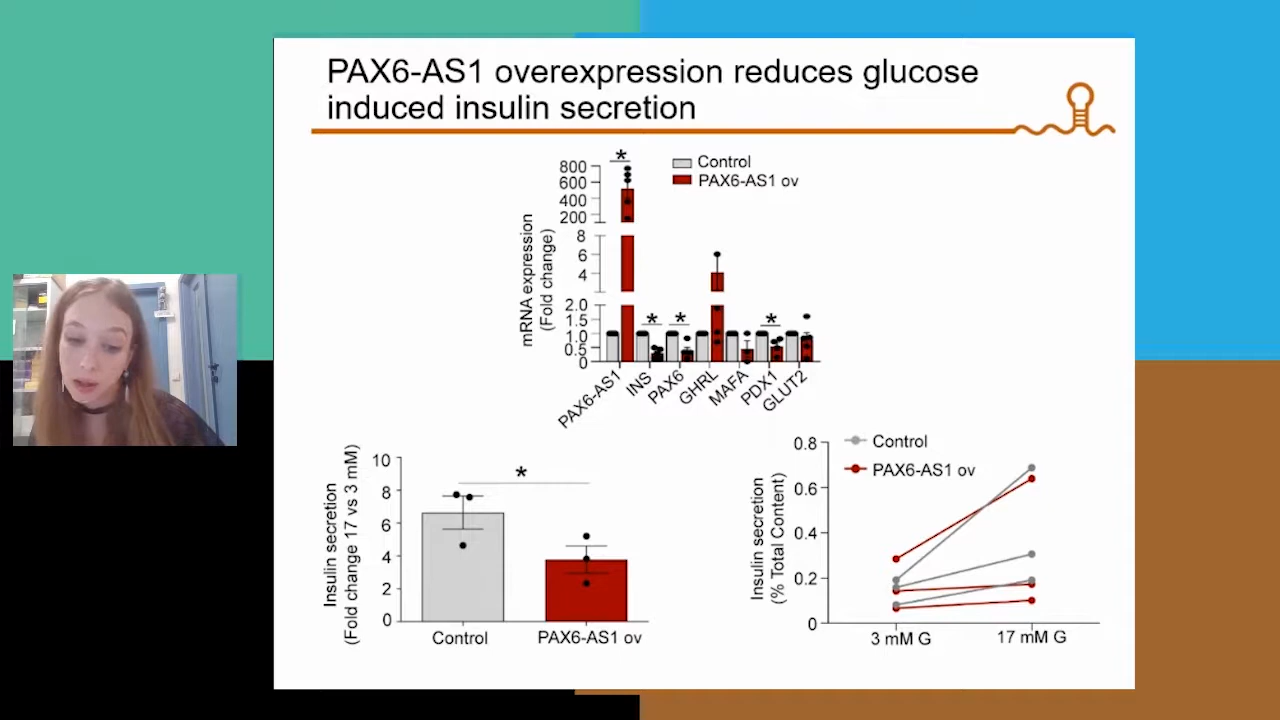 PAX6-AS1 overexpression reduces glucose
induced insulin secretion
*
Control
PAX6-AS1 ov
mRNA expression
(Fold change)
800
600
400
200
8
6
4
2.0
1.5
1.0
0.5
0
* * *
PAX6-AS1 INS PAX6 GHRL MAFA PDX1 GLUT2
Insulin secretion
(Fold change 17 vs 3 mM)
10
8
6
4
2
0
*
Control PAX6-AS1 ov
Insulin secretion
(% Total Content)
0.8
0.6
0.4
0.2
0
Control
PAX6-AS1 ov
3 mM G 17 mM G